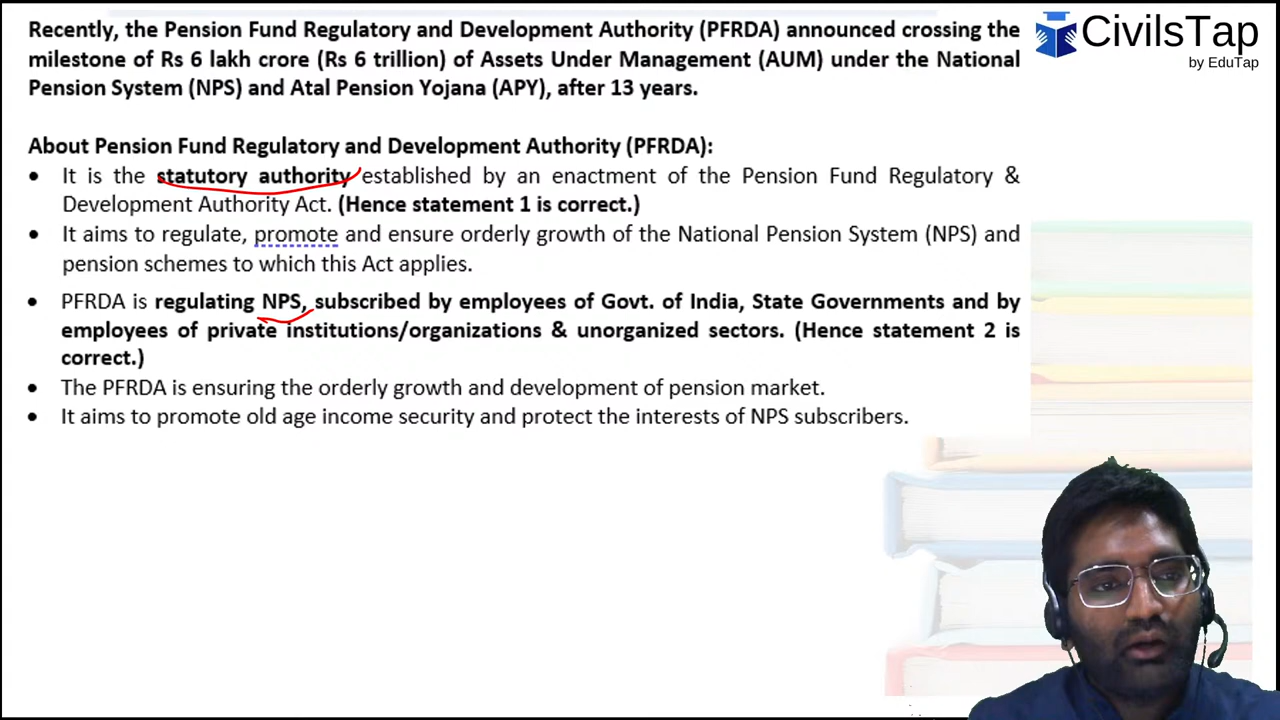 Recently, the Pension Fund Regulatory and Development Authority (PFRDA) announced crossing the
milestone of Rs 6 lakh crore (Rs 6 trillion) of Assets Under Management (AUM) under the National
Pension System (NPS) and Atal Pension Yojana (APY), after 13 years.
CivilsTap
by EduTap
About Pension Fund Regulatory and Development Authority (PFRDA):
• It is the statutory authority established by an enactment of the Pension Fund Regulatory &
Development Authority Act. (Hence statement 1 is correct.)
• It aims to regulate, promote and ensure orderly growth of the National Pension System (NPS) and
pension schemes to which this Act applies.
• PFRDA is regulating NPS, subscribed by employees of Govt. of India, State Governments and by
employees of private institutions/organizations & unorganized sectors. (Hence statement 2 is
correct.)
• The PFRDA is ensuring the orderly growth and development of pension market.
• It aims to promote old age income security and protect the interests of NPS subscribers.